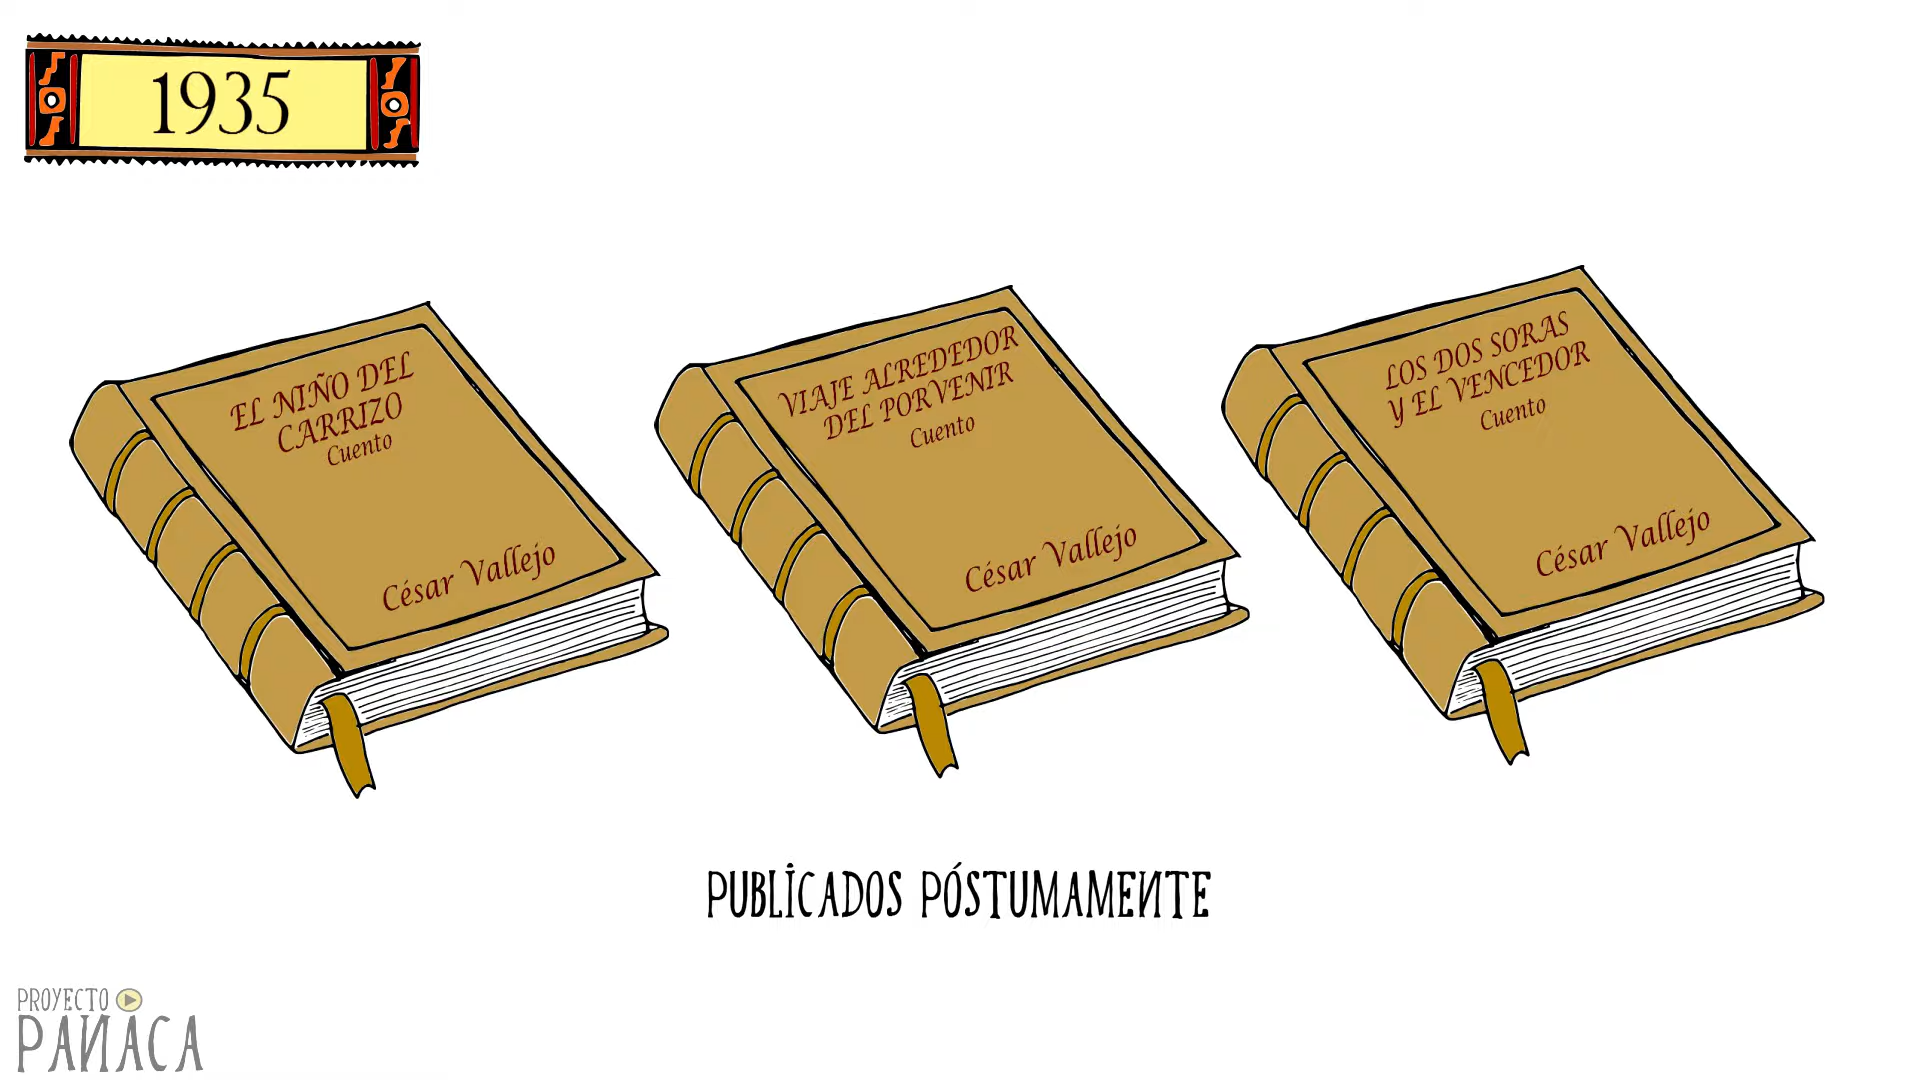 1935
EL NIÑO DEL
CARRIZO
Cuento
César Vallejo
VIAJE ALREDEDOR
DEL PORVENIR
Cuento
César Vallejo
LOS DOS SORAS
Y EL VENCEDOR
Cuento
César Vallejo
PUBLICADOS PÓSTUMAMENTE
PROYECTO
PANACA